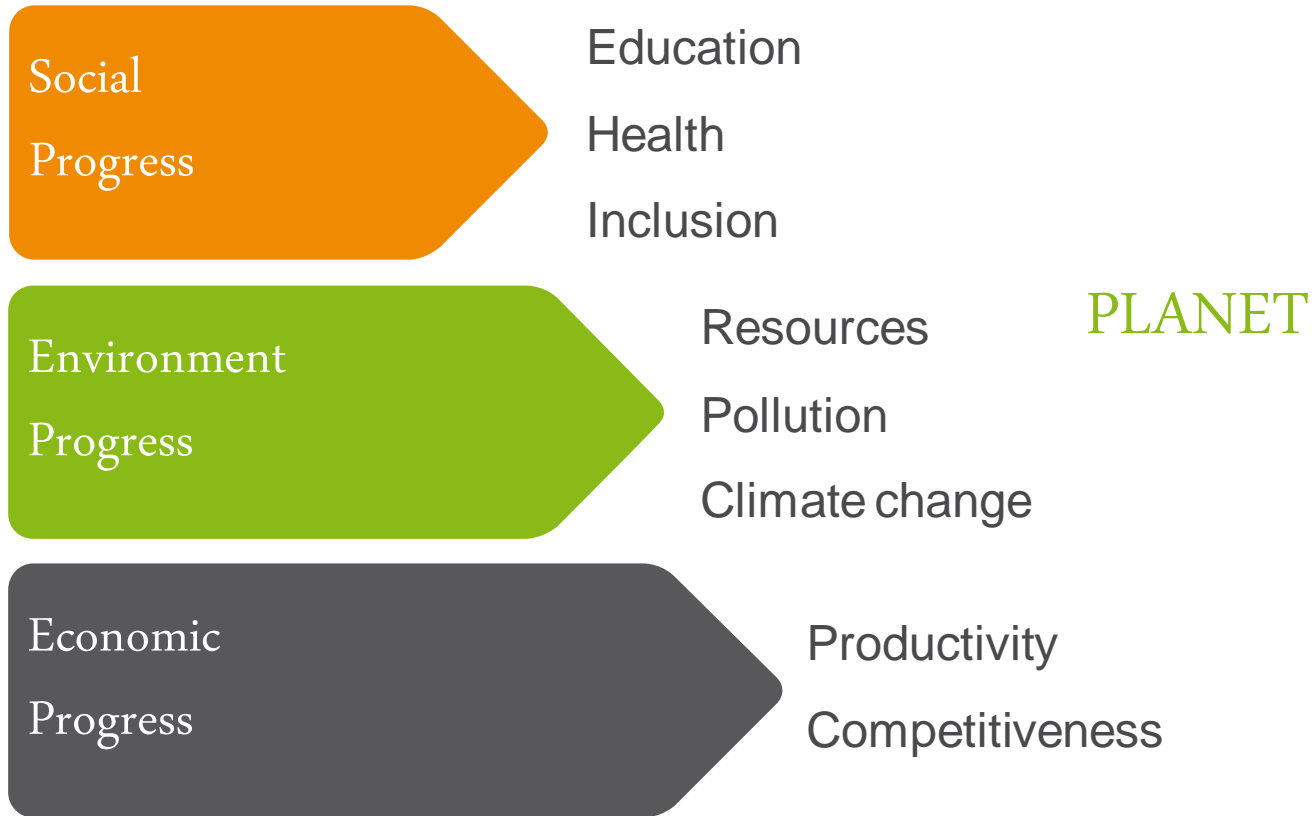 Social
Progress
Education
Health
Inclusion
Environment
Progress
Resources
Pollution
Climate change
PLANET
Economic
Progress
Productivity
Competitiveness